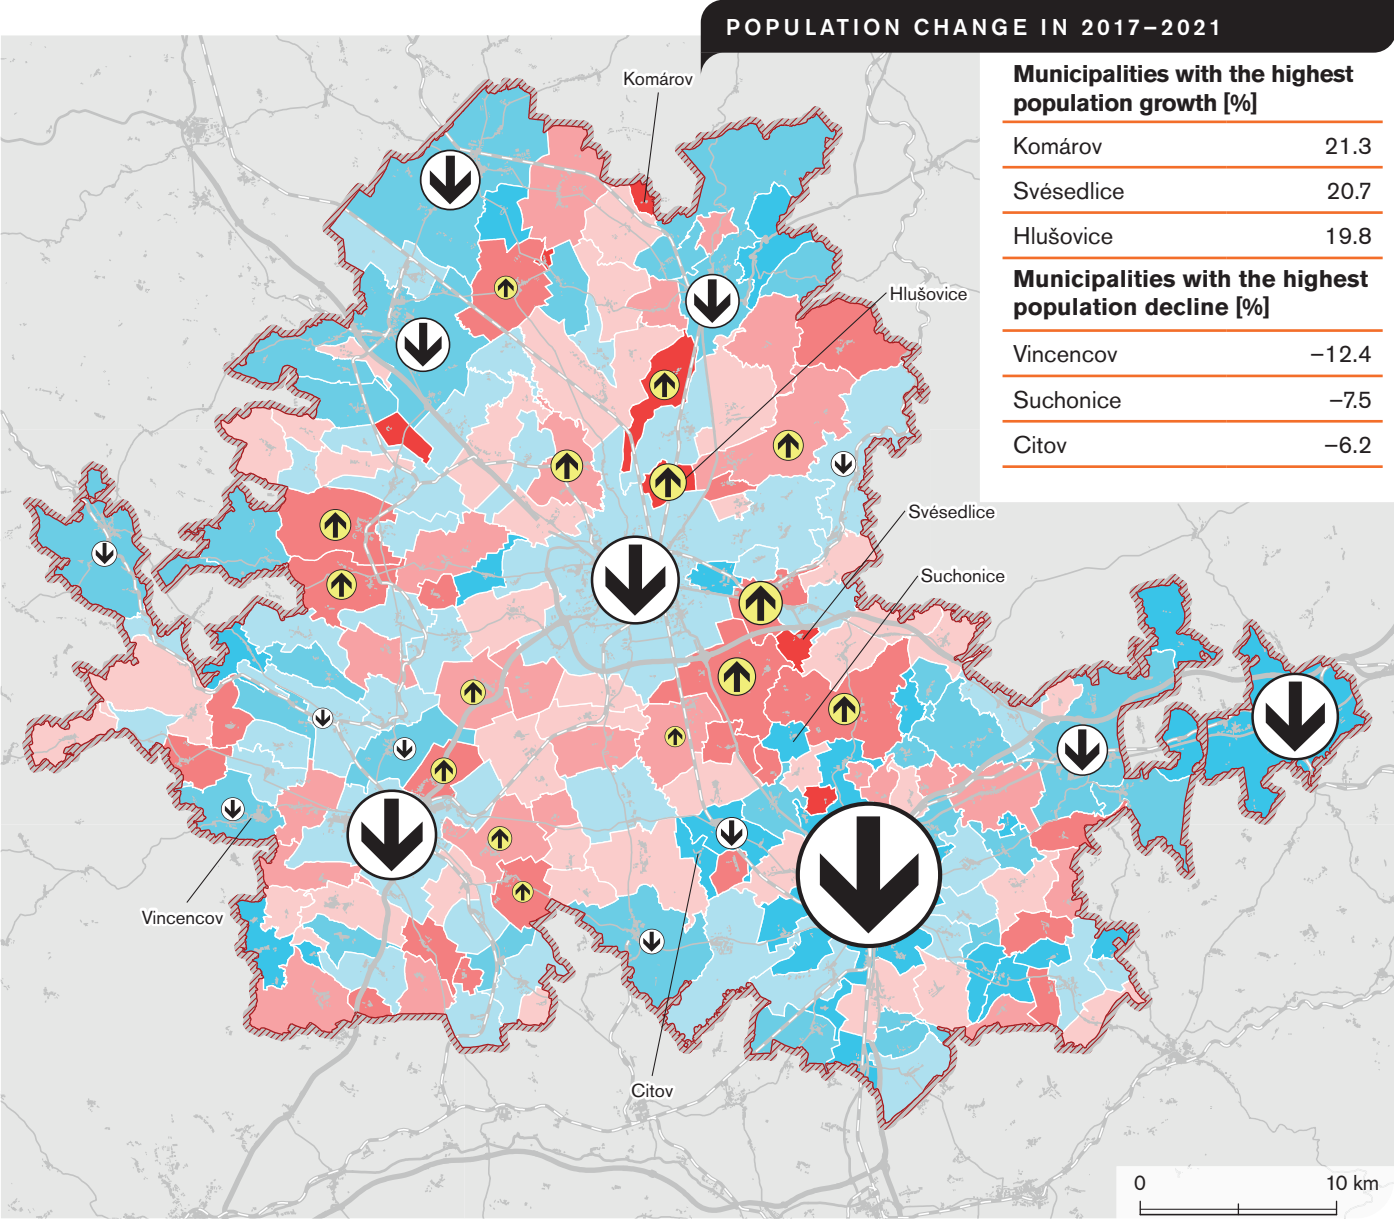 POPULATION CHANGE IN 2017–2021
Municipalities with the highest
population growth [%]
Komárov 21.3
Svésedlice 20.7
Hlušovice 19.8
Municipalities with the highest
population decline [%]
Vincencov –12.4
Suchonice –7.5
Citov –6.2
Komárov
Hlušovice
Svésedlice
Suchonice
Vincencov
Citov
0 10 km